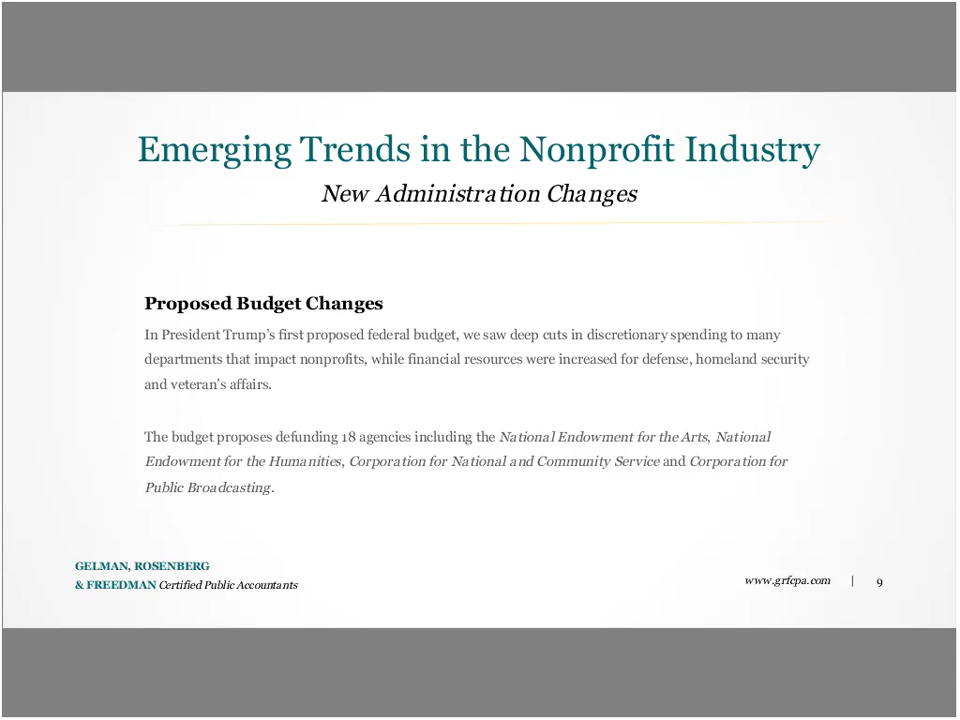 Emerging Trends in the Nonprofit Industry
New Administration Changes
Proposed Budget Changes
In President Trump’s first proposed federal budget, we saw deep cuts in discretionary spending to many
departments that impact nonprofits, while financial resources were increased for defense, homeland security
and veteran’s affairs.
The budget proposes defunding 18 agencies including the National Endowment for the Arts, National
Endowment for the Humanities, Corporation for National and Community Service and Corporation for
Public Broadcasting.
GELMAN, ROSENBERG
& FREEDMAN Certified Public Accountants
www.grfcpa.com | 9